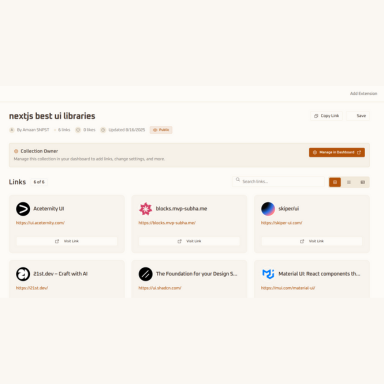 Add Extension
nextjs best ui libraries
Copy Link
Save
6 links
0 likes
Updated 8/16/2025
Public
Collection Owner
Manage this collection in your dashboard to add links, change settings, and more.
Manage in Dashboard
Links 6 of 6
Search links...
Aceternity UI
https://ui.aceternity.com/
Visit Link
blocks.mvp-subha.me
https://blocks.mvp-subha.me/
Visit Link
skiper/ui
https://skiper-ui.com/
Visit Link
21st.dev – Craft with AI
https://21st.dev/
The Foundation for your Design S...
https://ui.shadcn.com/
Material UI: React components th...
https://mui.com/material-ui/